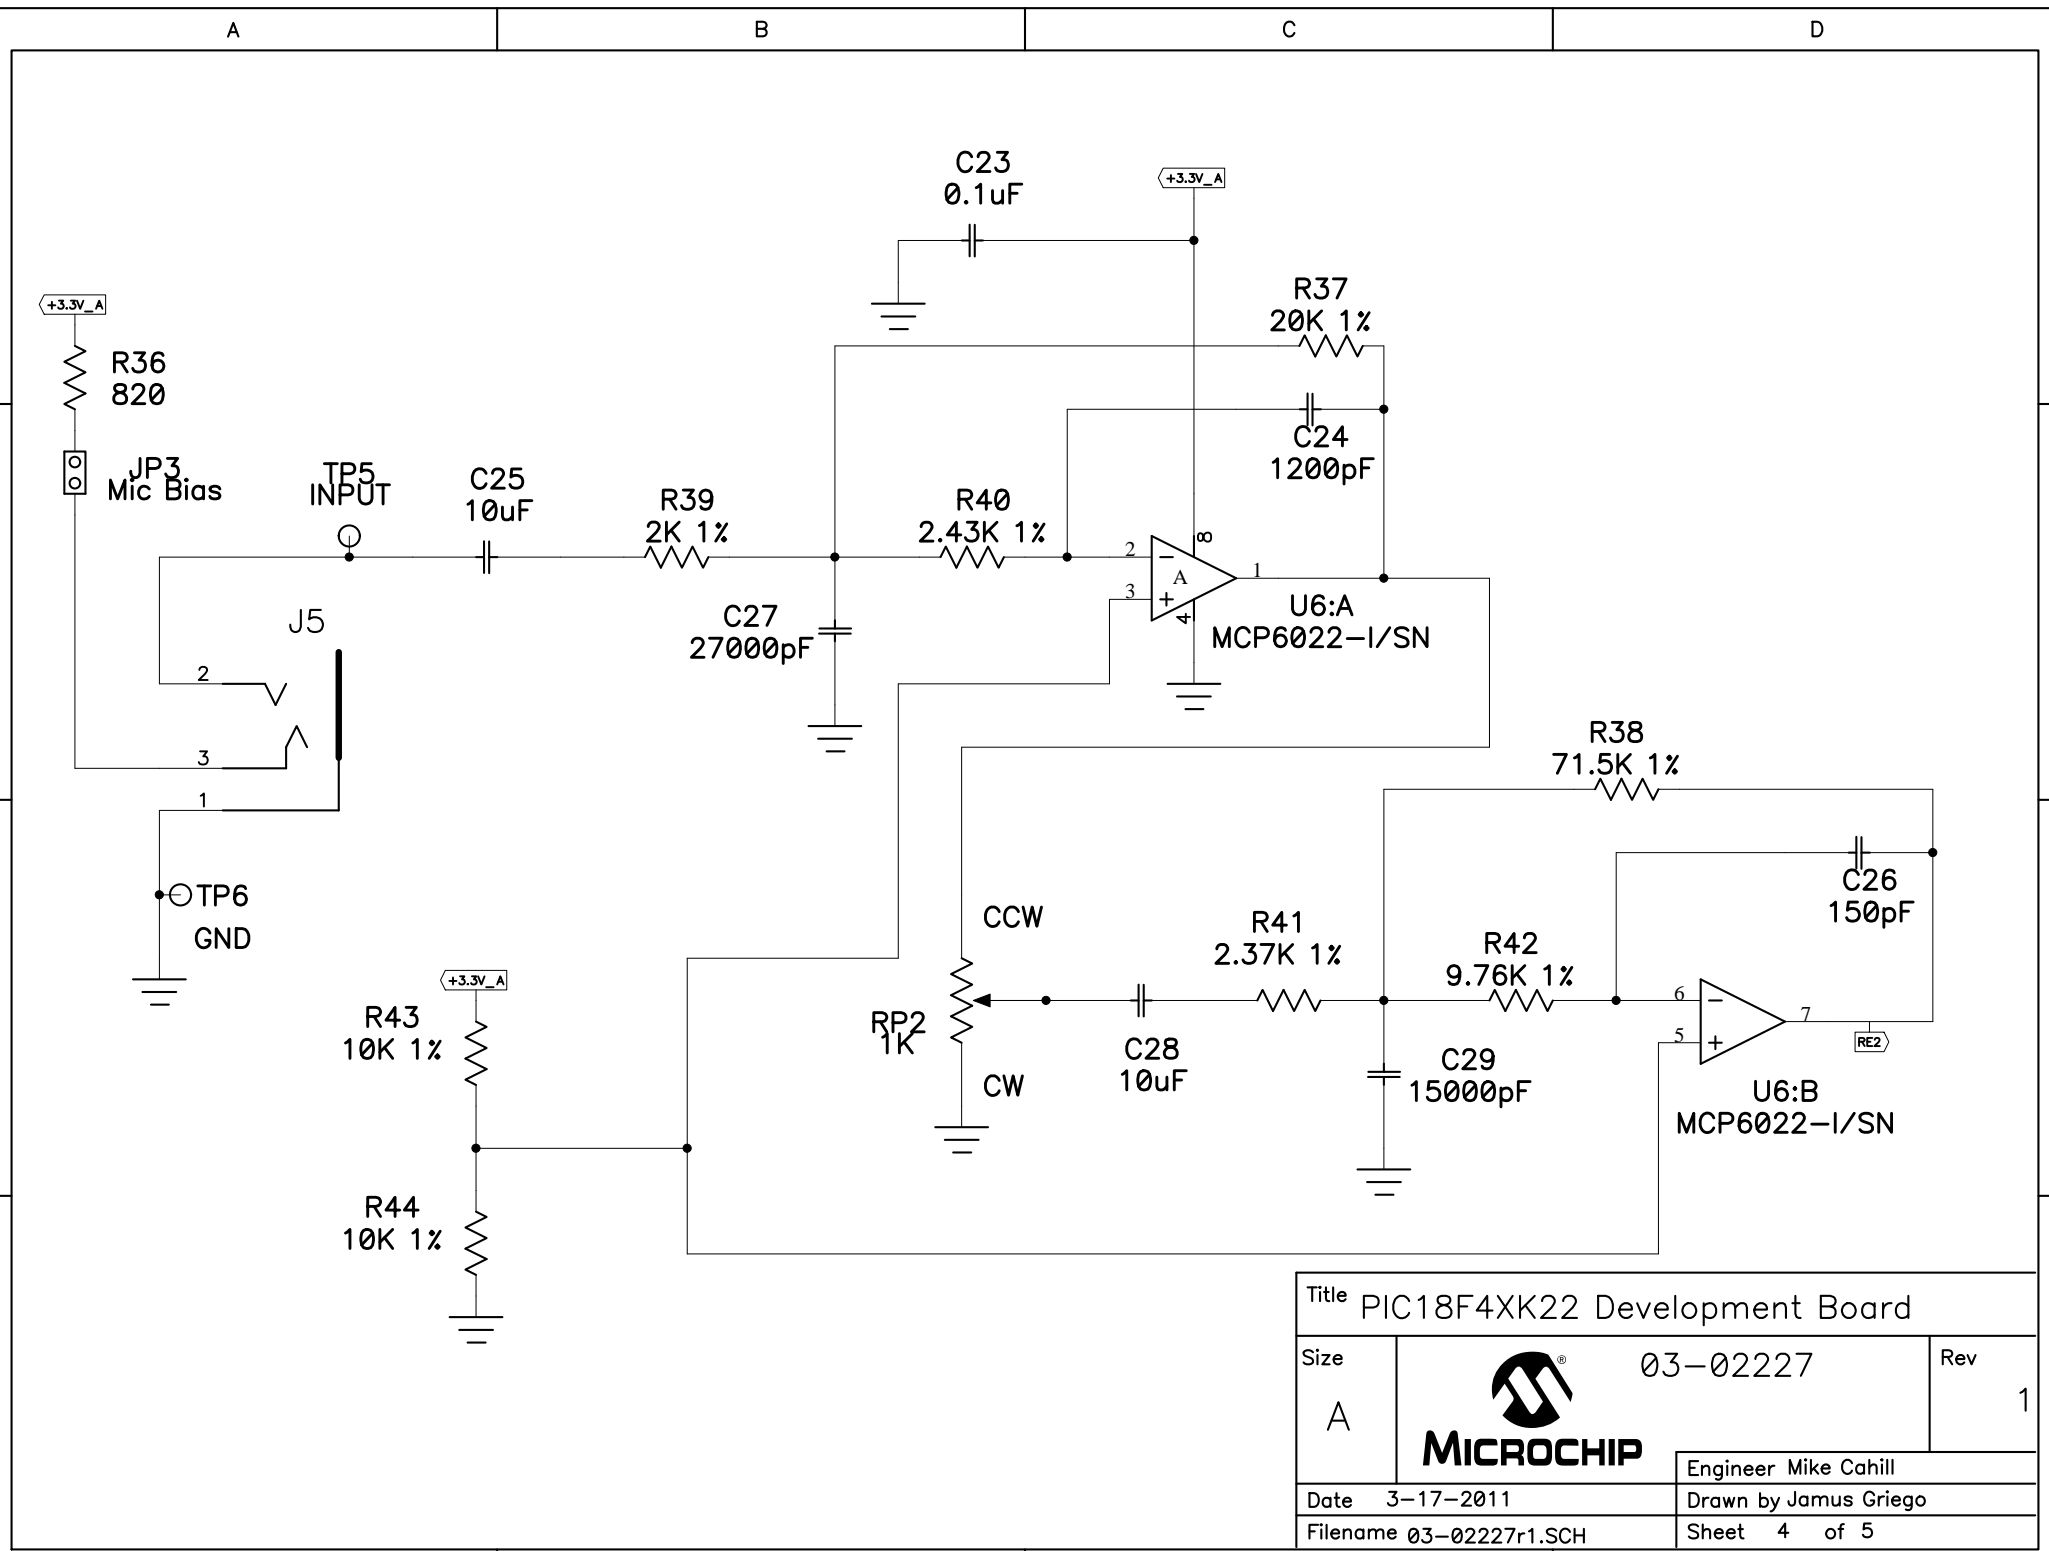 A
B
C
D
C23
0.1uF
+3.3V_A
+3.3V_A
R36
820
R37
20K 1%
C24
1200pF
JP3
Mic Bias
TP5
INPUT
C25
10uF
R39
2K 1%
R40
2.43K 1%
2
3
8
A
4
1
U6:A
MCP6022-I/SN
C27
27000pF
J5
2
3
1
TP6
GND
R38
71.5K 1%
C26
150pF
CCW
R41
2.37K 1%
R42
9.76K 1%
+3.3V_A
R43
10K 1%
RP2
1K
CW
C28
10uF
C29
15000pF
6
5
7
RE2
U6:B
MCP6022-I/SN
R44
10K 1%
Title PIC18F4XK22 Development Board
Size
A
®
MICROCHIP
03-02227
Rev
1
Engineer Mike Cahill
Date 3-17-2011
Drawn by Jamus Griego
Filename 03-02227r1.SCH
Sheet 4 of 5